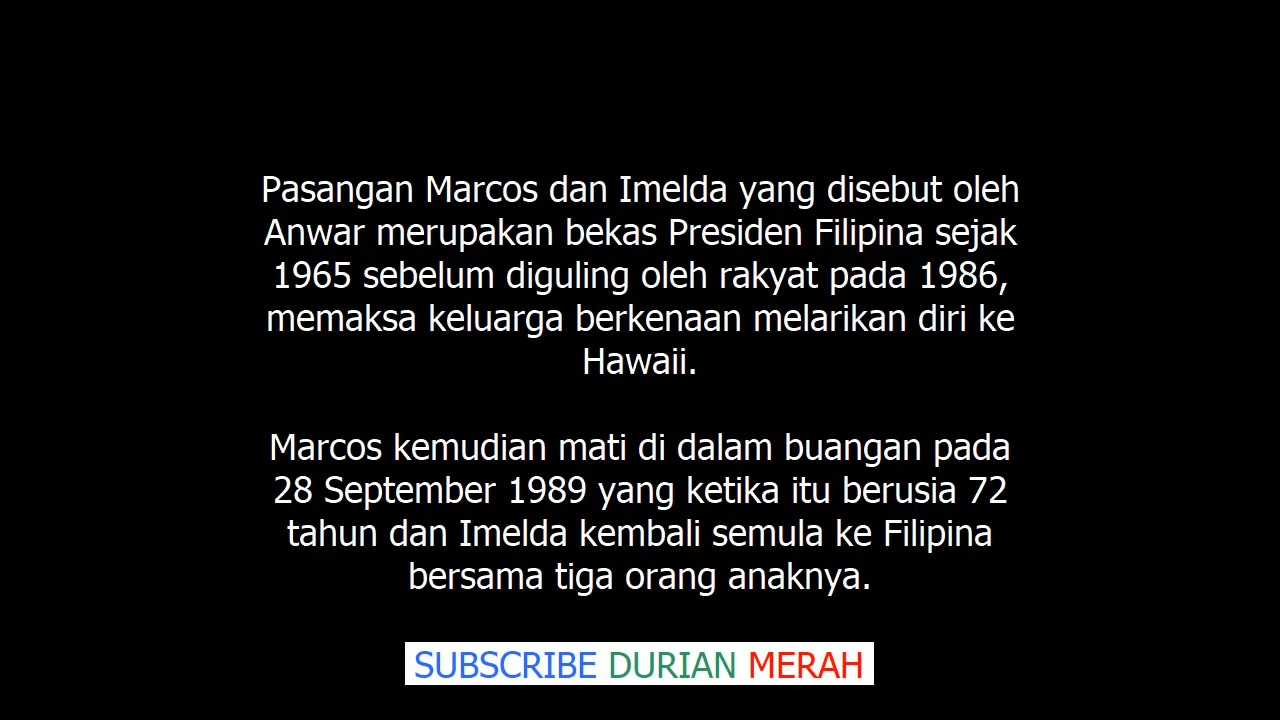 Pasangan Marcos dan Imelda yang disebut oleh
Anwar merupakan bekas Presiden Filipina sejak
1965 sebelum diguling oleh rakyat pada 1986,
memaksa keluarga berkenaan melarikan diri ke
Hawaii.
Marcos kemudian mati di dalam buangan pada
28 September 1989 yang ketika itu berusia 72
tahun dan Imelda kembali semula ke Filipina
bersama tiga orang anaknya.
SUBSCRIBE DURIAN MERAH